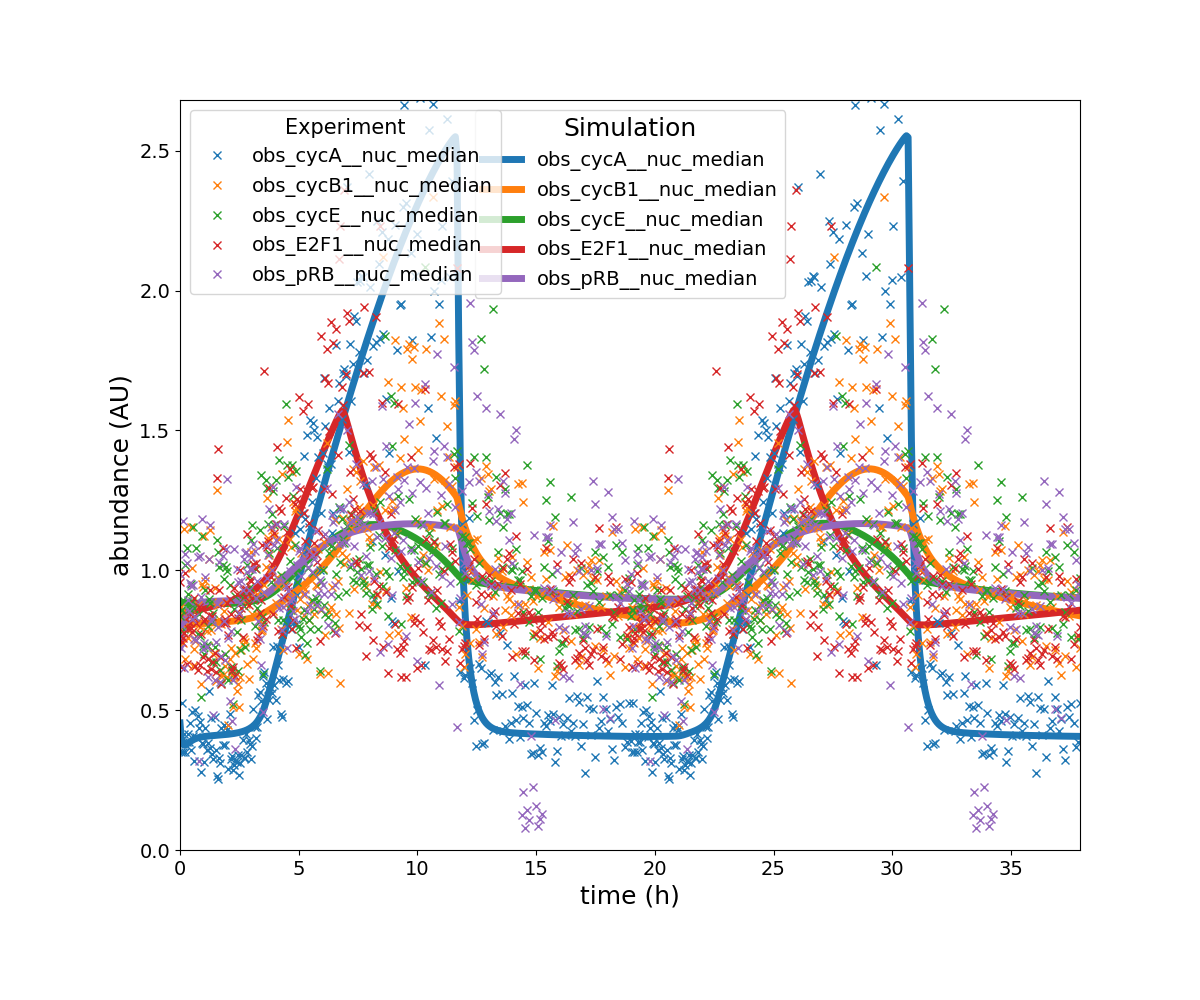 Experiment
obs_cycA__nuc_median
obs_cycB1__nuc_median
obs_cycE__nuc_median
obs_E2F1__nuc_median
obs_pRB__nuc_median
Simulation
obs_cycA__nuc_median
obs_cycB1__nuc_median
obs_cycE__nuc_median
obs_E2F1__nuc_median
obs_pRB__nuc_median
abundance (AU)
2.5
2.0
1.5
1.0
0.5
0.0
0 5 10 15 20 25 30 35
time (h)